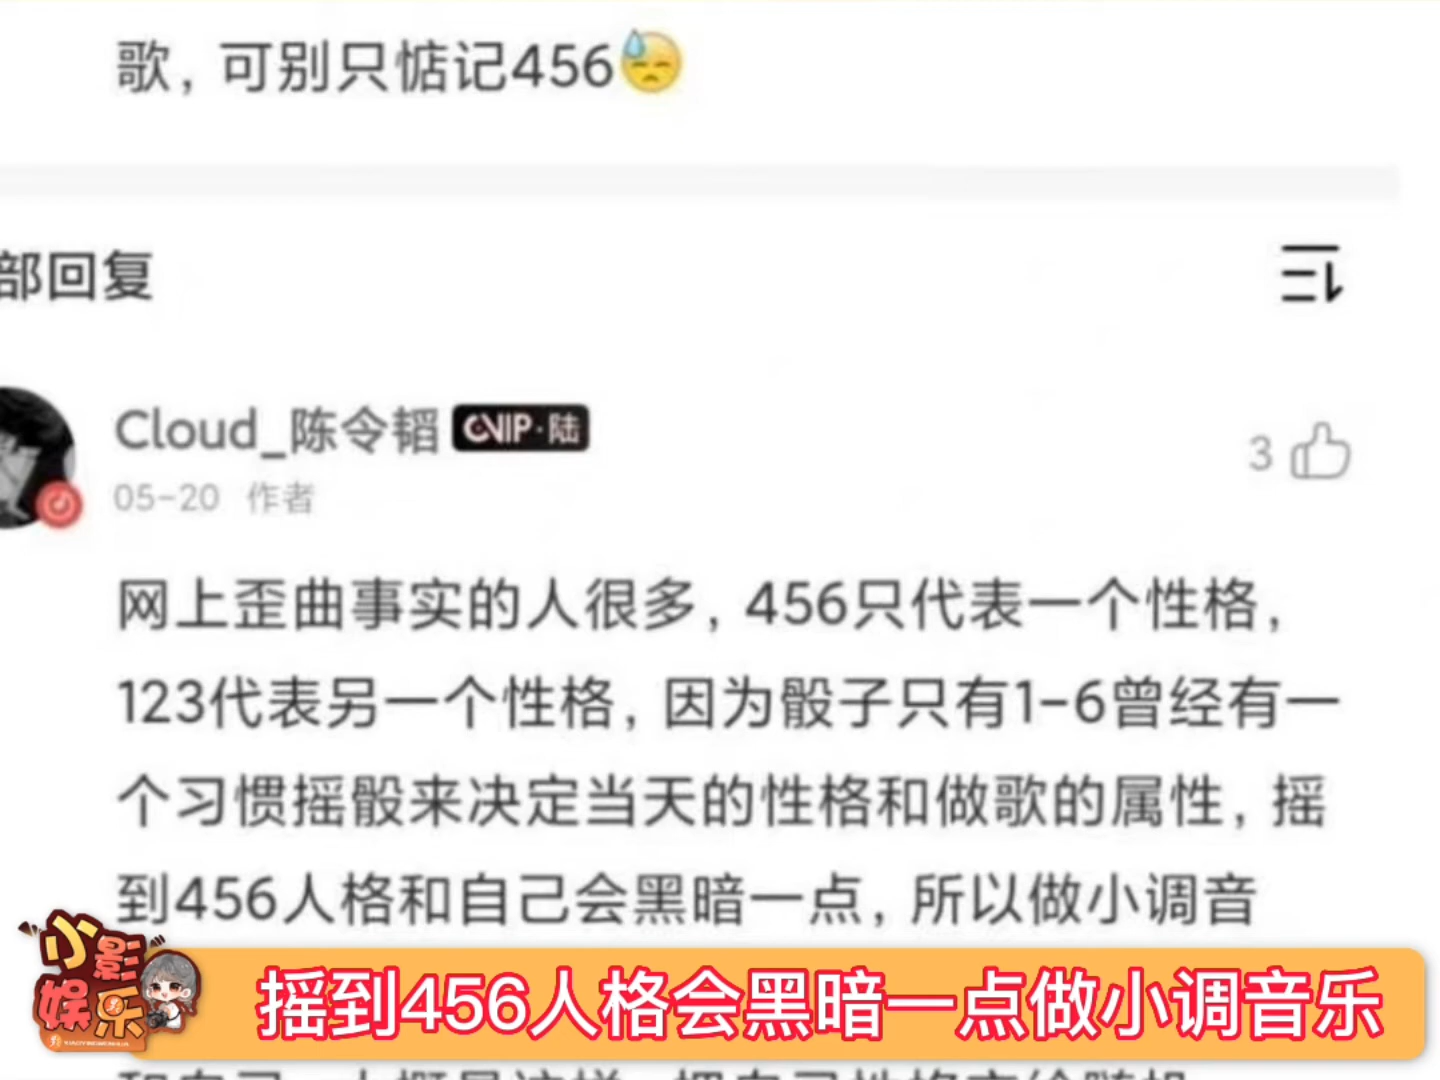 歌，可别只惦记456
部回复
Cloud_陈令韬 CVIP·陆
3
05-20 作者
网上歪曲事实的人很多，456只代表一个性格，
123代表另一个性格，因为骰子只有1-6曾经有一
个习惯摇骰来决定当天的性格和做歌的属性，摇
到456人格和自己会黑暗一点，所以做小调音
小影娱乐
摇到456人格会黑暗一点做小调音乐